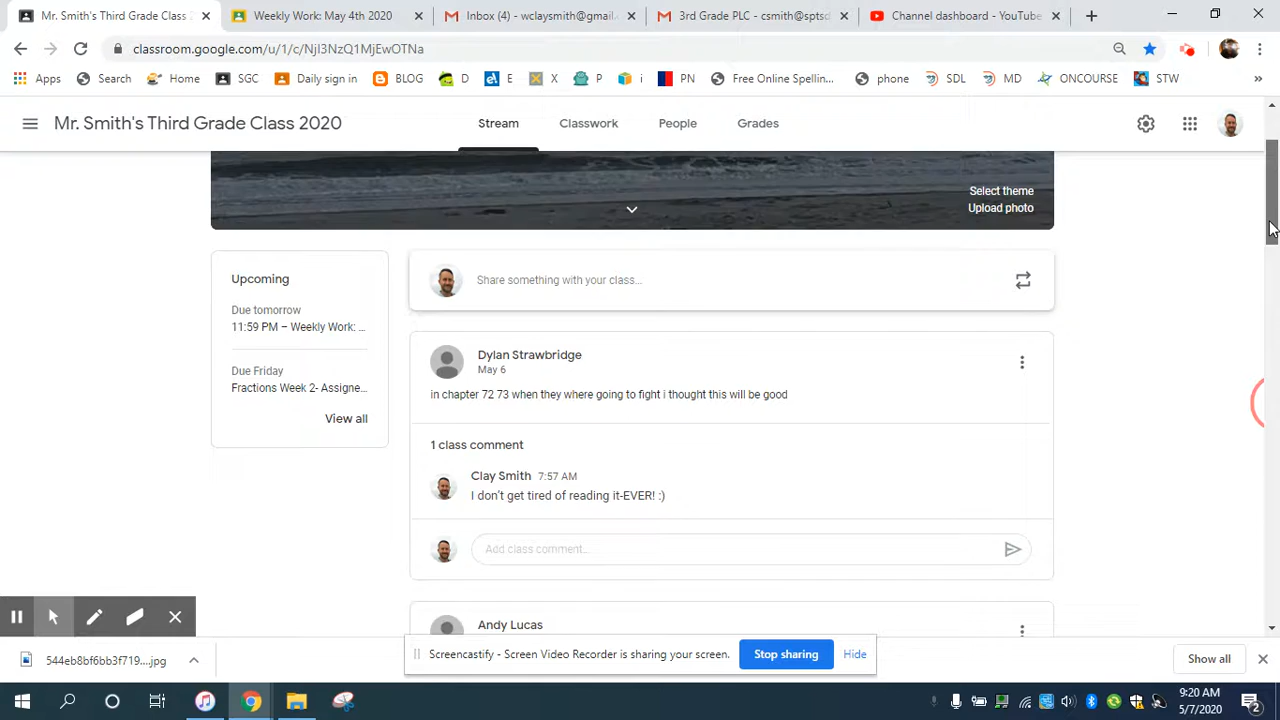 Mr. Smith's Third Grade Class 2020
Weekly Work: May 4th 2020
Inbox (4) - wclaysmith@gmail.
3rd Grade PLC - csmith@sptsd
Channel dashboard - YouTube
classroom.google.com/u/1/c/NjI3NzQ1MjEwOTNa
Apps Search Home SGC Daily sign in BLOG D E X P i PN Free Online Spellin... phone SDL MD ONCOURSE STW »
Mr. Smith's Third Grade Class 2020
Stream Classwork People Grades
Select theme
Upload photo
Upcoming
Due tomorrow
11:59 PM – Weekly Work: ...
Due Friday
Fractions Week 2- Assigne...
View all
Share something with your class...
Dylan Strawbridge
May 6
in chapter 72 73 when they where going to fight i thought this will be good
1 class comment
Clay Smith 7:57 AM
I don't get tired of reading it-EVER! :)
Add class comment...
Andy Lucas
Screencastify - Screen Video Recorder is sharing your screen.
Stop sharing
Hide
544eb8bf6bb3f719....jpg
Show all
9:20 AM
5/7/2020
2